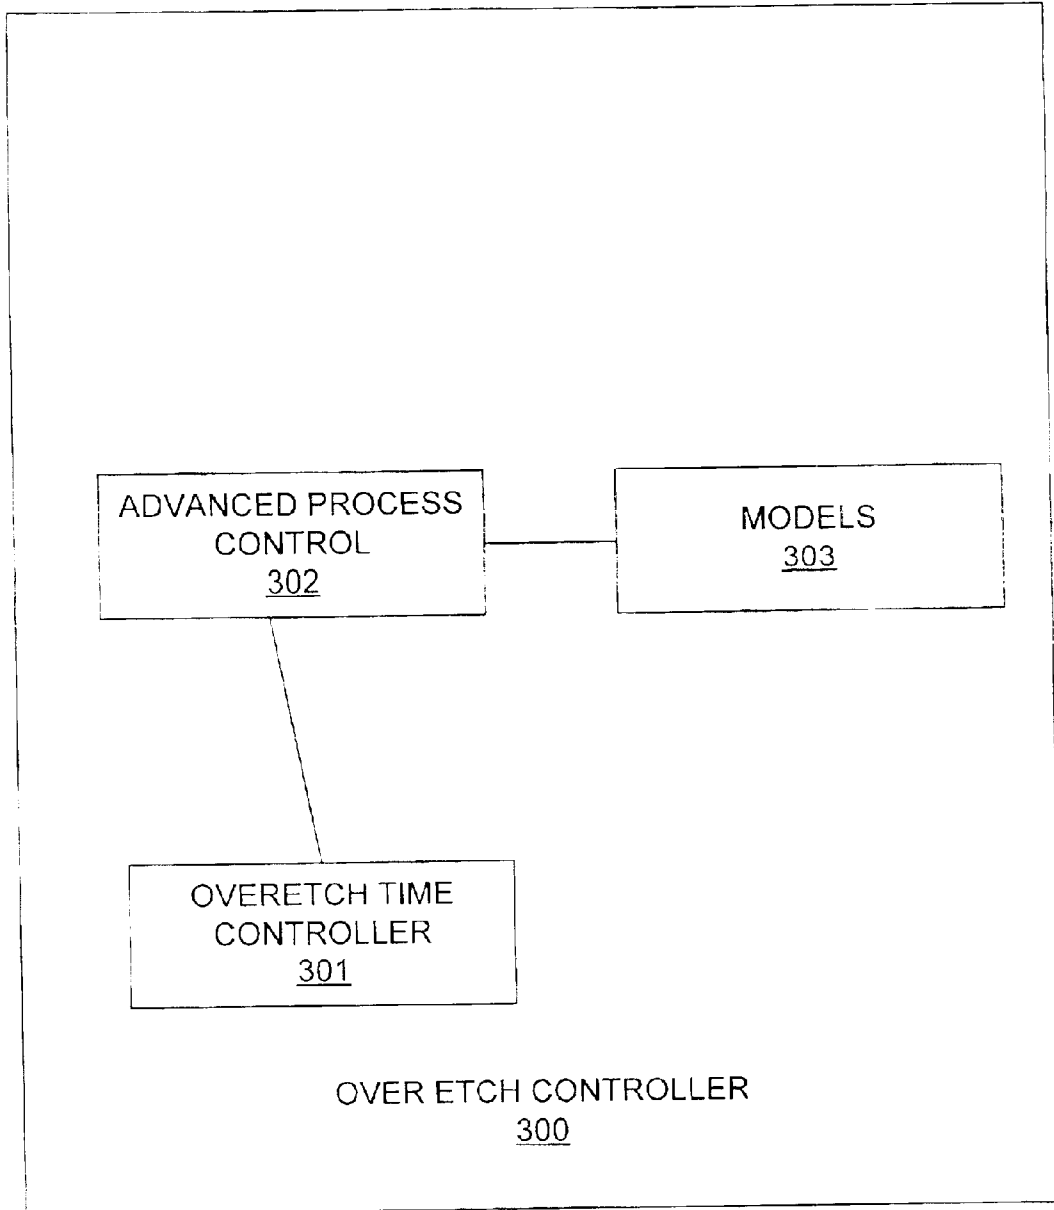 ADVANCED PROCESS
CONTROL
302
MODELS
303
OVERETCH TIME
CONTROLLER
301
OVER ETCH CONTROLLER
300